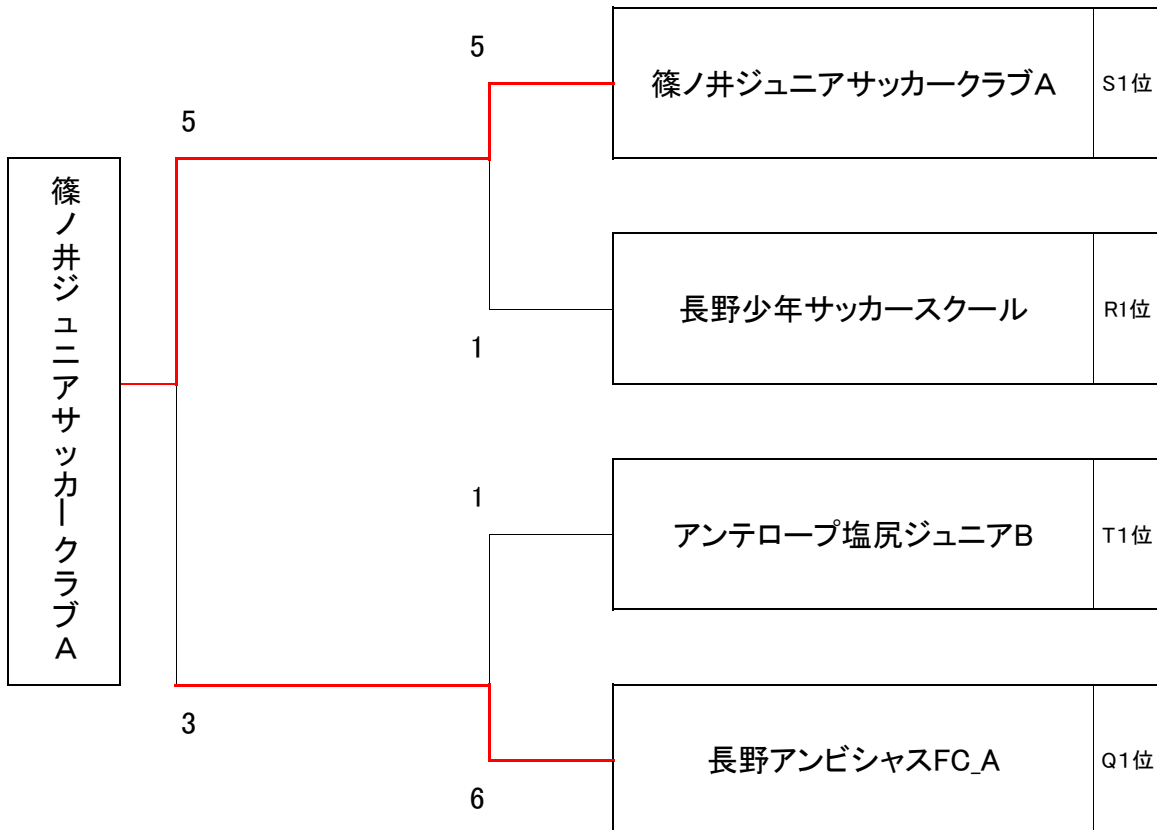 5
篠ノ井ジュニアサッカークラブA
S1位
5
篠ノ井ジュニアサッカークラブA
長野少年サッカースクール
R1位
1
1
アンテロープ塩尻ジュニアB
T1位
3
長野アンビシャスFC_A
Q1位
6